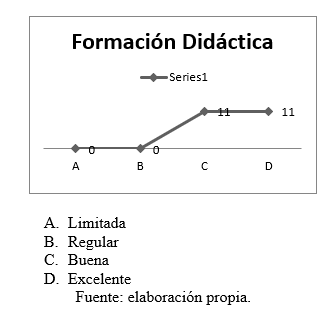 Formación Didáctica
Series1
0 0 11 11
A B C D
A. Limitada
B. Regular
C. Buena
D. Excelente
Fuente: elaboración propia.